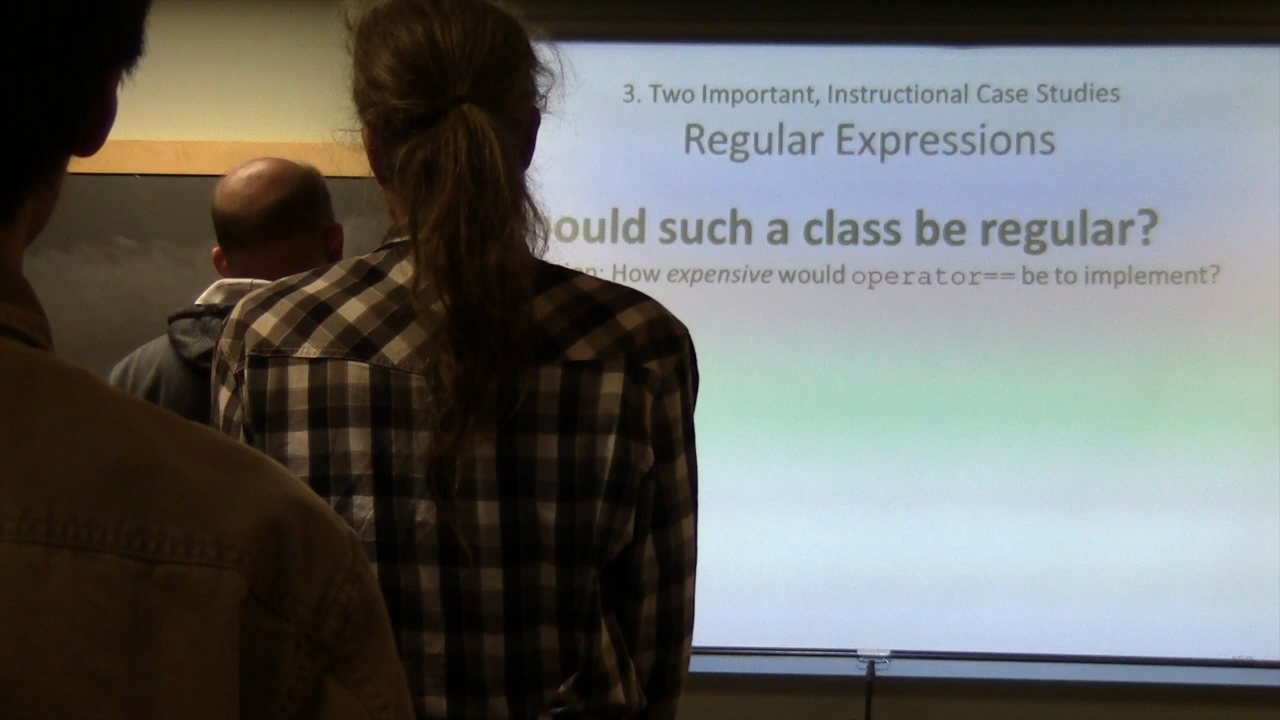 3. Two Important, Instructional Case Studies
Regular Expressions
ould such a class be regular?
How expensive would operator== be to implement?